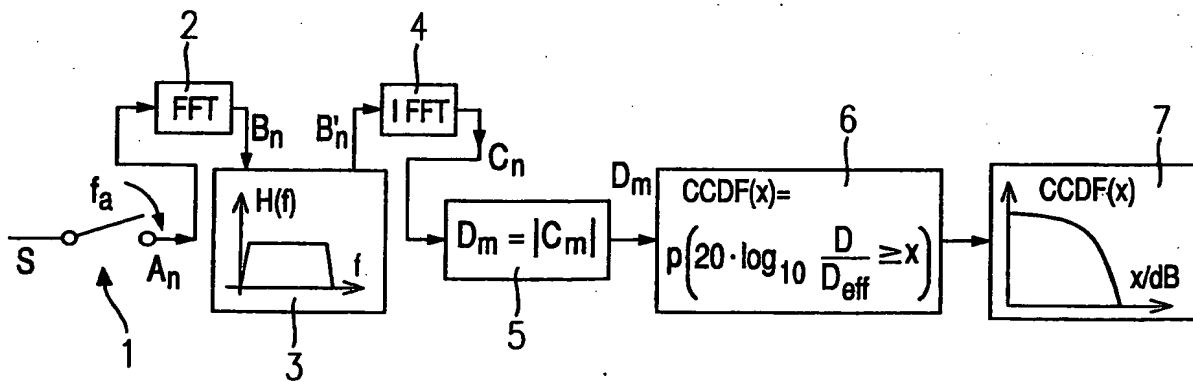 2
FFT
B_n
4
I FFT
B'_n
C_n
f_a
S
A_n
1
H(f)
f
3
D_m = |C_m|
5
D_m
6
CCDF(x)=
p(20·log_10 D/D_eff ≥x)
7
CCDF(x)
x/dB